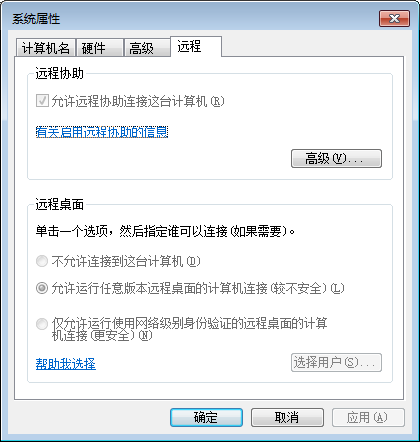 系统属性
计算机名 硬件 高级 远程
远程协助
允许远程协助连接这台计算机(R)
有关启用远程协助的信息
高级(V)...
远程桌面
单击一个选项，然后指定谁可以连接(如果需要)。
不允许连接到这台计算机(D)
允许运行任意版本远程桌面的计算机连接(较不安全)(L)
仅允许运行使用网络级别身份验证的远程桌面的计算
机连接(更安全)(N)
帮助我选择
选择用户(S)...
确定 取消 应用(A)